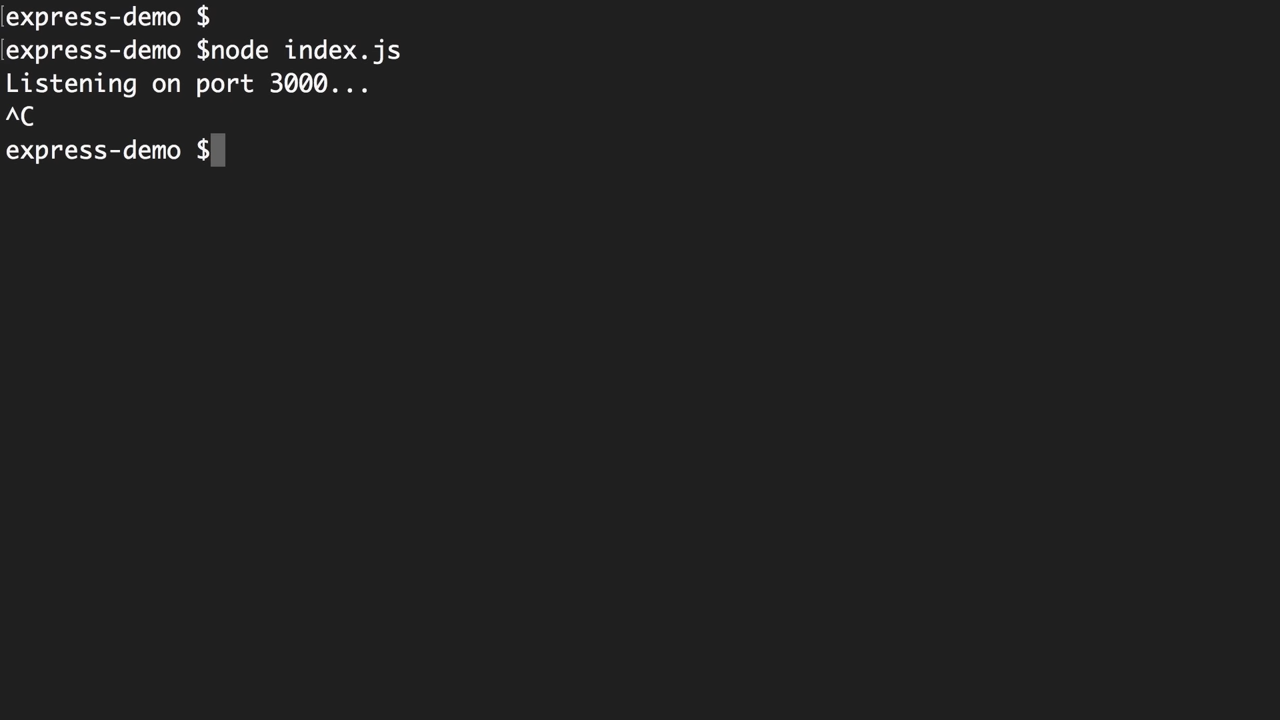 [express-demo $
[express-demo $node index.js
Listening on port 3000...
^C
express-demo $